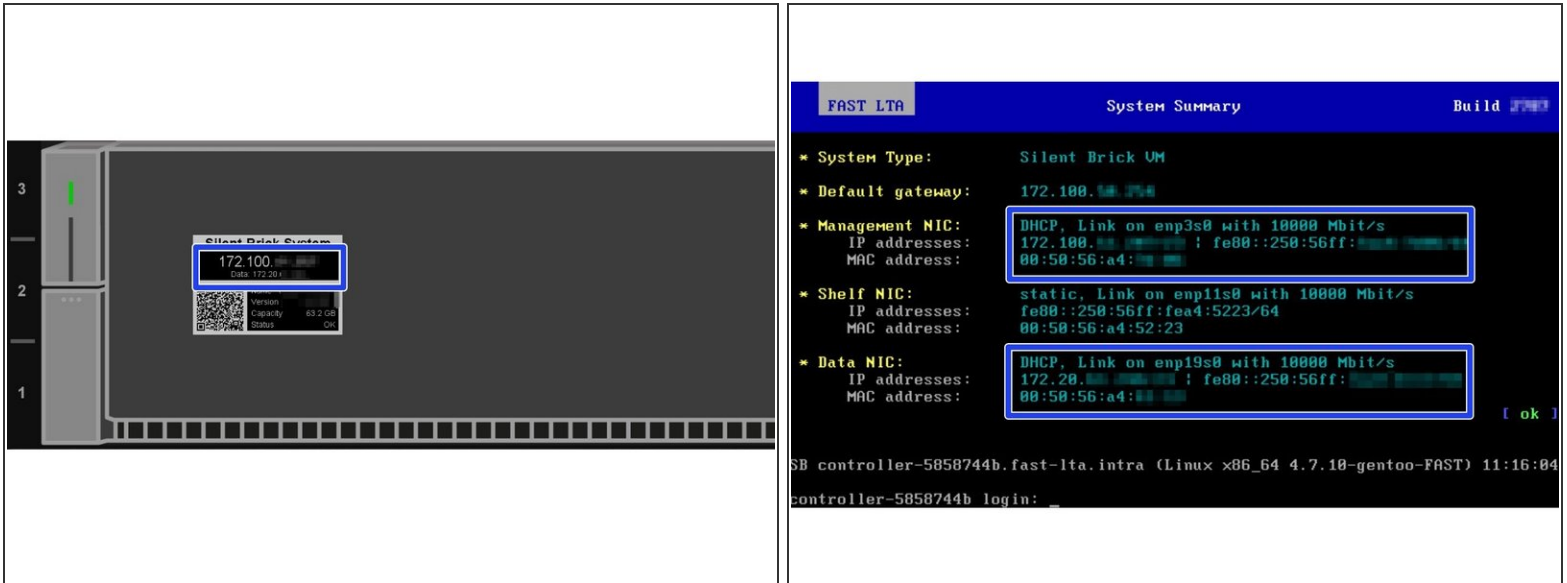 3
2
1
Silent Brick System
172.100.
Data: 172.20
Version
Capacity 63.2 GB
Status OK
FAST LTA System Summary Build
* System Type: Silent Brick VM
* Default gateway: 172.100.
* Management NIC: DHCP, Link on enp3s0 with 10000 Mbit/s
IP addresses: 172.100. | fe80::250:56ff:
MAC address: 00:50:56:a4:
* Shelf NIC: static, Link on enp11s0 with 10000 Mbit/s
IP addresses: fe80::250:56ff:fea4:5223/64
MAC address: 00:50:56:a4:52:23
* Data NIC: DHCP, Link on enp19s0 with 10000 Mbit/s
IP addresses: 172.20. | fe80::250:56ff:
MAC address: 00:50:56:a4:
[ ok ]
SB controller-5858744b.fast-lta.intra (Linux x86_64 4.7.10-gentoo-FAST) 11:16:04
controller-5858744b login: _